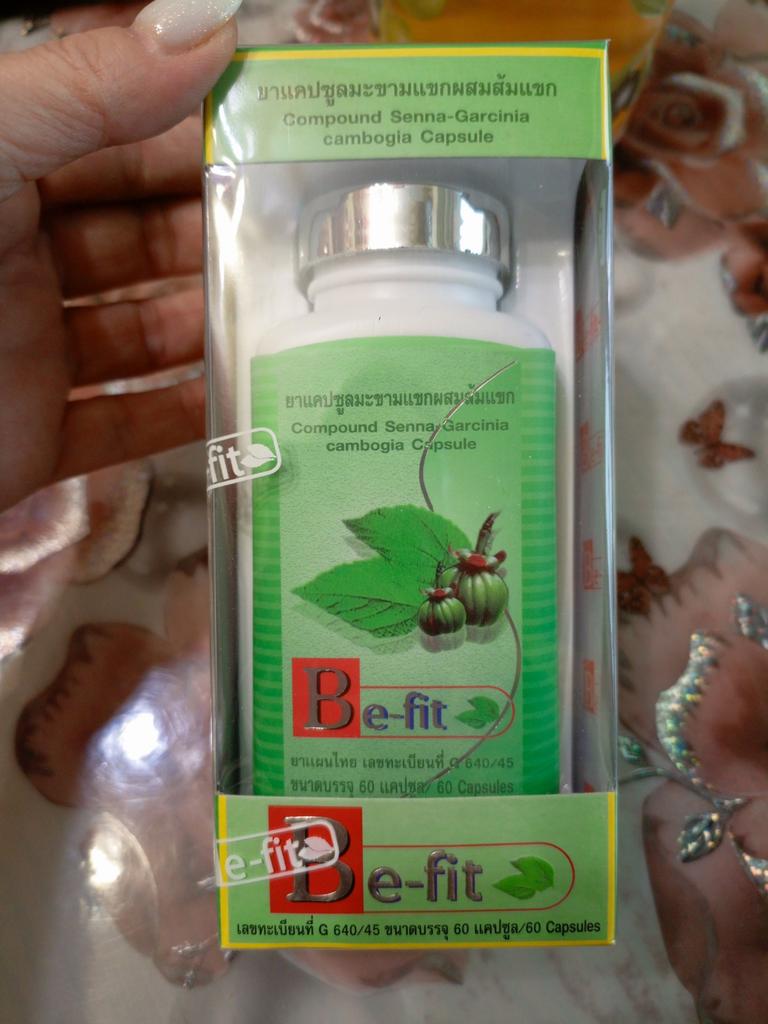 ยาแคปซูลมะขามแขกผสมส้มแขก
Compound Senna-Garcinia
cambogia Capsule
ยาแคปซูลมะขามแขกผสมส้มแขก
Compound Senna-Garcinia
cambogia Capsule
fit
Be-fit
ยาแผนไทย เลขทะเบียนที่ G 640/45
ขนาดบรรจุ 60 แคปซูล/ 60 Capsules
e-fit
Be-fit
เลขทะเบียนที่ G 640/45 ขนาดบรรจุ 60 แคปซูล/60 Capsules